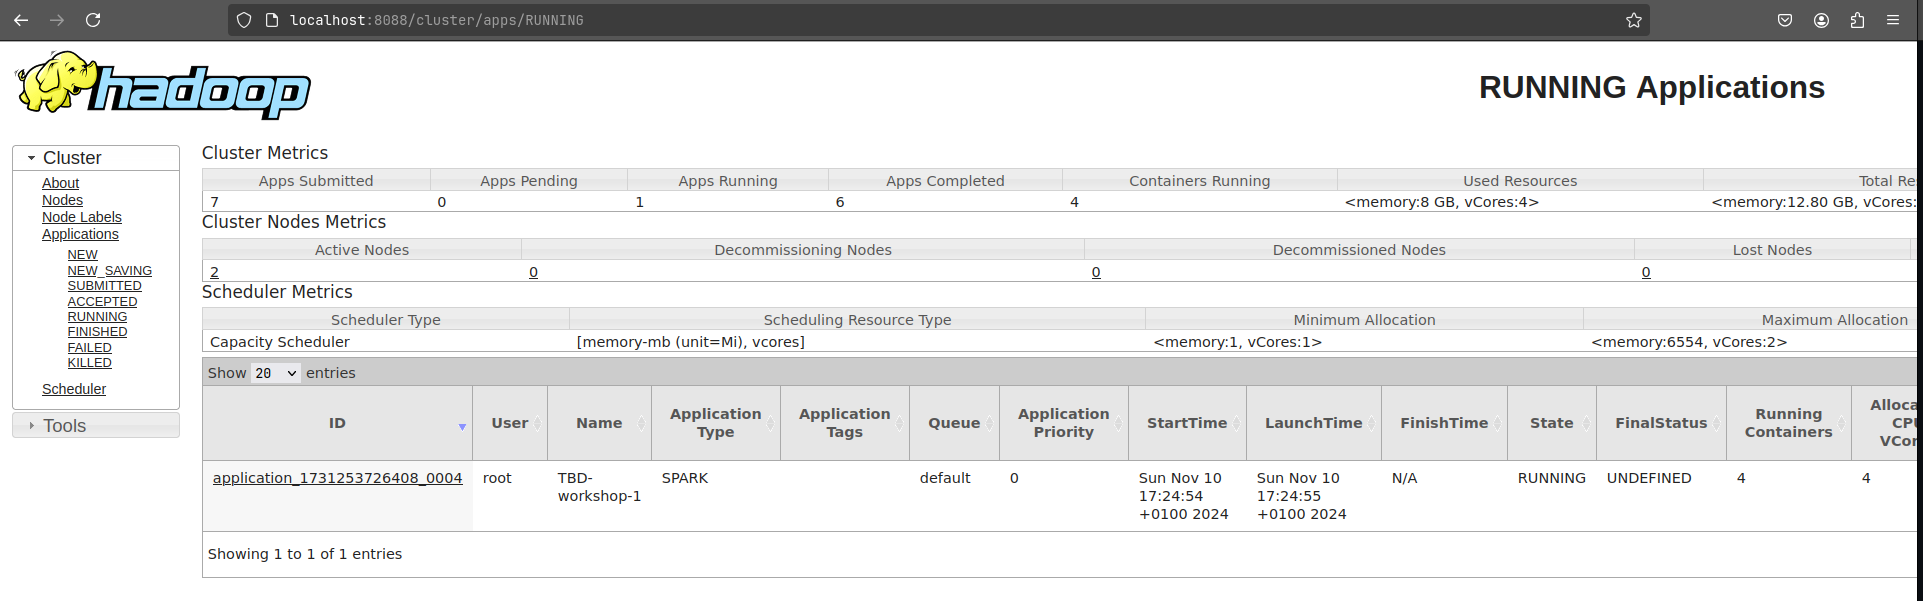 localhost:8088/cluster/apps/RUNNING
hadoop
RUNNING Applications
Cluster
About
Nodes
Node Labels
Applications
NEW
NEW_SAVING
SUBMITTED
ACCEPTED
RUNNING
FINISHED
FAILED
KILLED
Scheduler
Tools
Cluster Metrics
Apps Submitted Apps Pending Apps Running Apps Completed Containers Running Used Resources Total Re
7 0 1 6 4 <memory:8 GB, vCores:4> <memory:12.80 GB, vCores:
Cluster Nodes Metrics
Active Nodes Decommissioning Nodes Decommissioned Nodes Lost Nodes
2 0 0 0
Scheduler Metrics
Scheduler Type Scheduling Resource Type Minimum Allocation Maximum Allocation
Capacity Scheduler [memory-mb (unit=Mi), vcores] <memory:1, vCores:1> <memory:6554, vCores:2>
Show 20 entries
ID User Name Application Type Application Tags Queue Application Priority StartTime LaunchTime FinishTime State FinalStatus Running Containers Alloca CPU VCor
application_1731253726408_0004 root TBD-workshop-1 SPARK default 0 Sun Nov 10 17:24:54 +0100 2024 Sun Nov 10 17:24:55 +0100 2024 N/A RUNNING UNDEFINED 4 4
Showing 1 to 1 of 1 entries